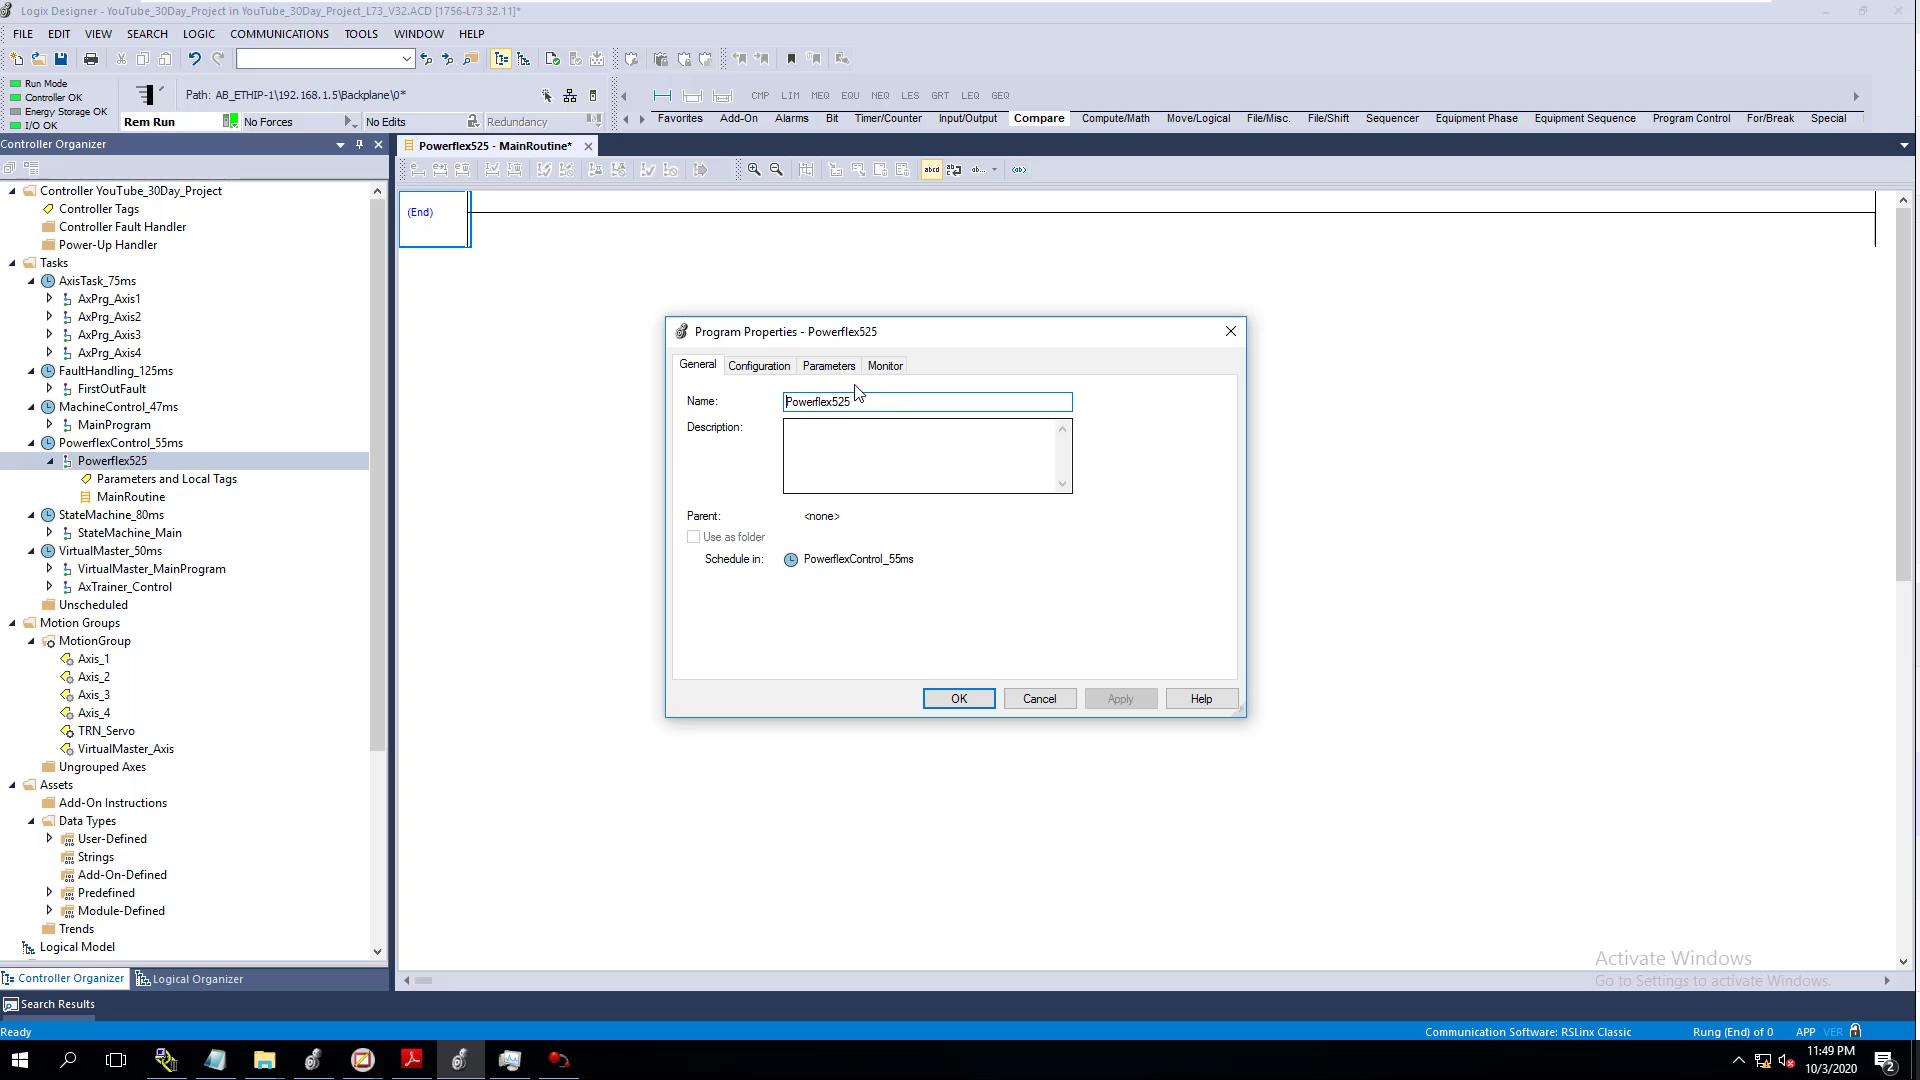 Logix Designer - YouTube_30Day_Project in YouTube_30Day_Project_L73_V32.ACD [1756-L73 32.11]*
FILE EDIT VIEW SEARCH LOGIC COMMUNICATIONS TOOLS WINDOW HELP
Run Mode
Controller OK
Energy Storage OK
I/O OK
Path: AB_ETHIP-1\192.168.1.5\Backplane\0*
Rem Run
No Forces
No Edits
Redundancy
CMP LIM MEQ EQU NEQ LES GRT LEQ GEQ
Favorites Add-On Alarms Bit Timer/Counter Input/Output Compare Compute/Math Move/Logical File/Misc. File/Shift Sequencer Equipment Phase Equipment Sequence Program Control For/Break Special
Controller Organizer
Powerflex525 - MainRoutine*
Controller YouTube_30Day_Project
Controller Tags
Controller Fault Handler
Power-Up Handler
Tasks
AxisTask_75ms
AxPrg_Axis1
AxPrg_Axis2
AxPrg_Axis3
AxPrg_Axis4
FaultHandling_125ms
FirstOutFault
MachineControl_47ms
MainProgram
PowerflexControl_55ms
Powerflex525
Parameters and Local Tags
MainRoutine
StateMachine_80ms
StateMachine_Main
VirtualMaster_50ms
VirtualMaster_MainProgram
AxTrainer_Control
Unscheduled
Motion Groups
MotionGroup
Axis_1
Axis_2
Axis_3
Axis_4
TRN_Servo
VirtualMaster_Axis
Ungrouped Axes
Assets
Add-On Instructions
Data Types
User-Defined
Strings
Add-On-Defined
Predefined
Module-Defined
Trends
Logical Model
Controller Organizer
Logical Organizer
(End)
abcd
ab...
Program Properties - Powerflex525
General Configuration Parameters Monitor
Name: Powerflex525
Description:
Parent: <none>
Use as folder
Schedule in: PowerflexControl_55ms
OK Cancel Apply Help
Activate Windows
Go to Settings to activate Windows.
Search Results
Ready
Communication Software: RSLinx Classic
Rung (End) of 0
APP VER
11:49 PM
10/3/2020
2